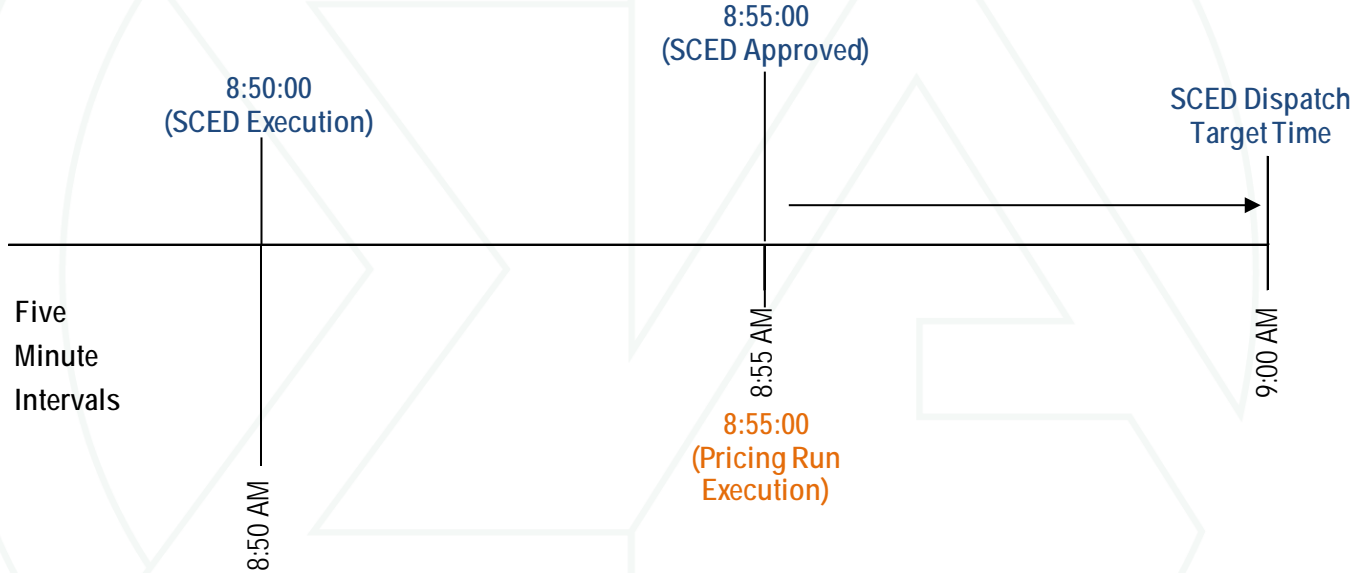 8:55:00
(SCED Approved)
8:50:00
(SCED Execution)
SCED Dispatch
Target Time
Five
Minute
Intervals
8:50 AM
8:55 AM
9:00 AM
8:55:00
(Pricing Run
Execution)